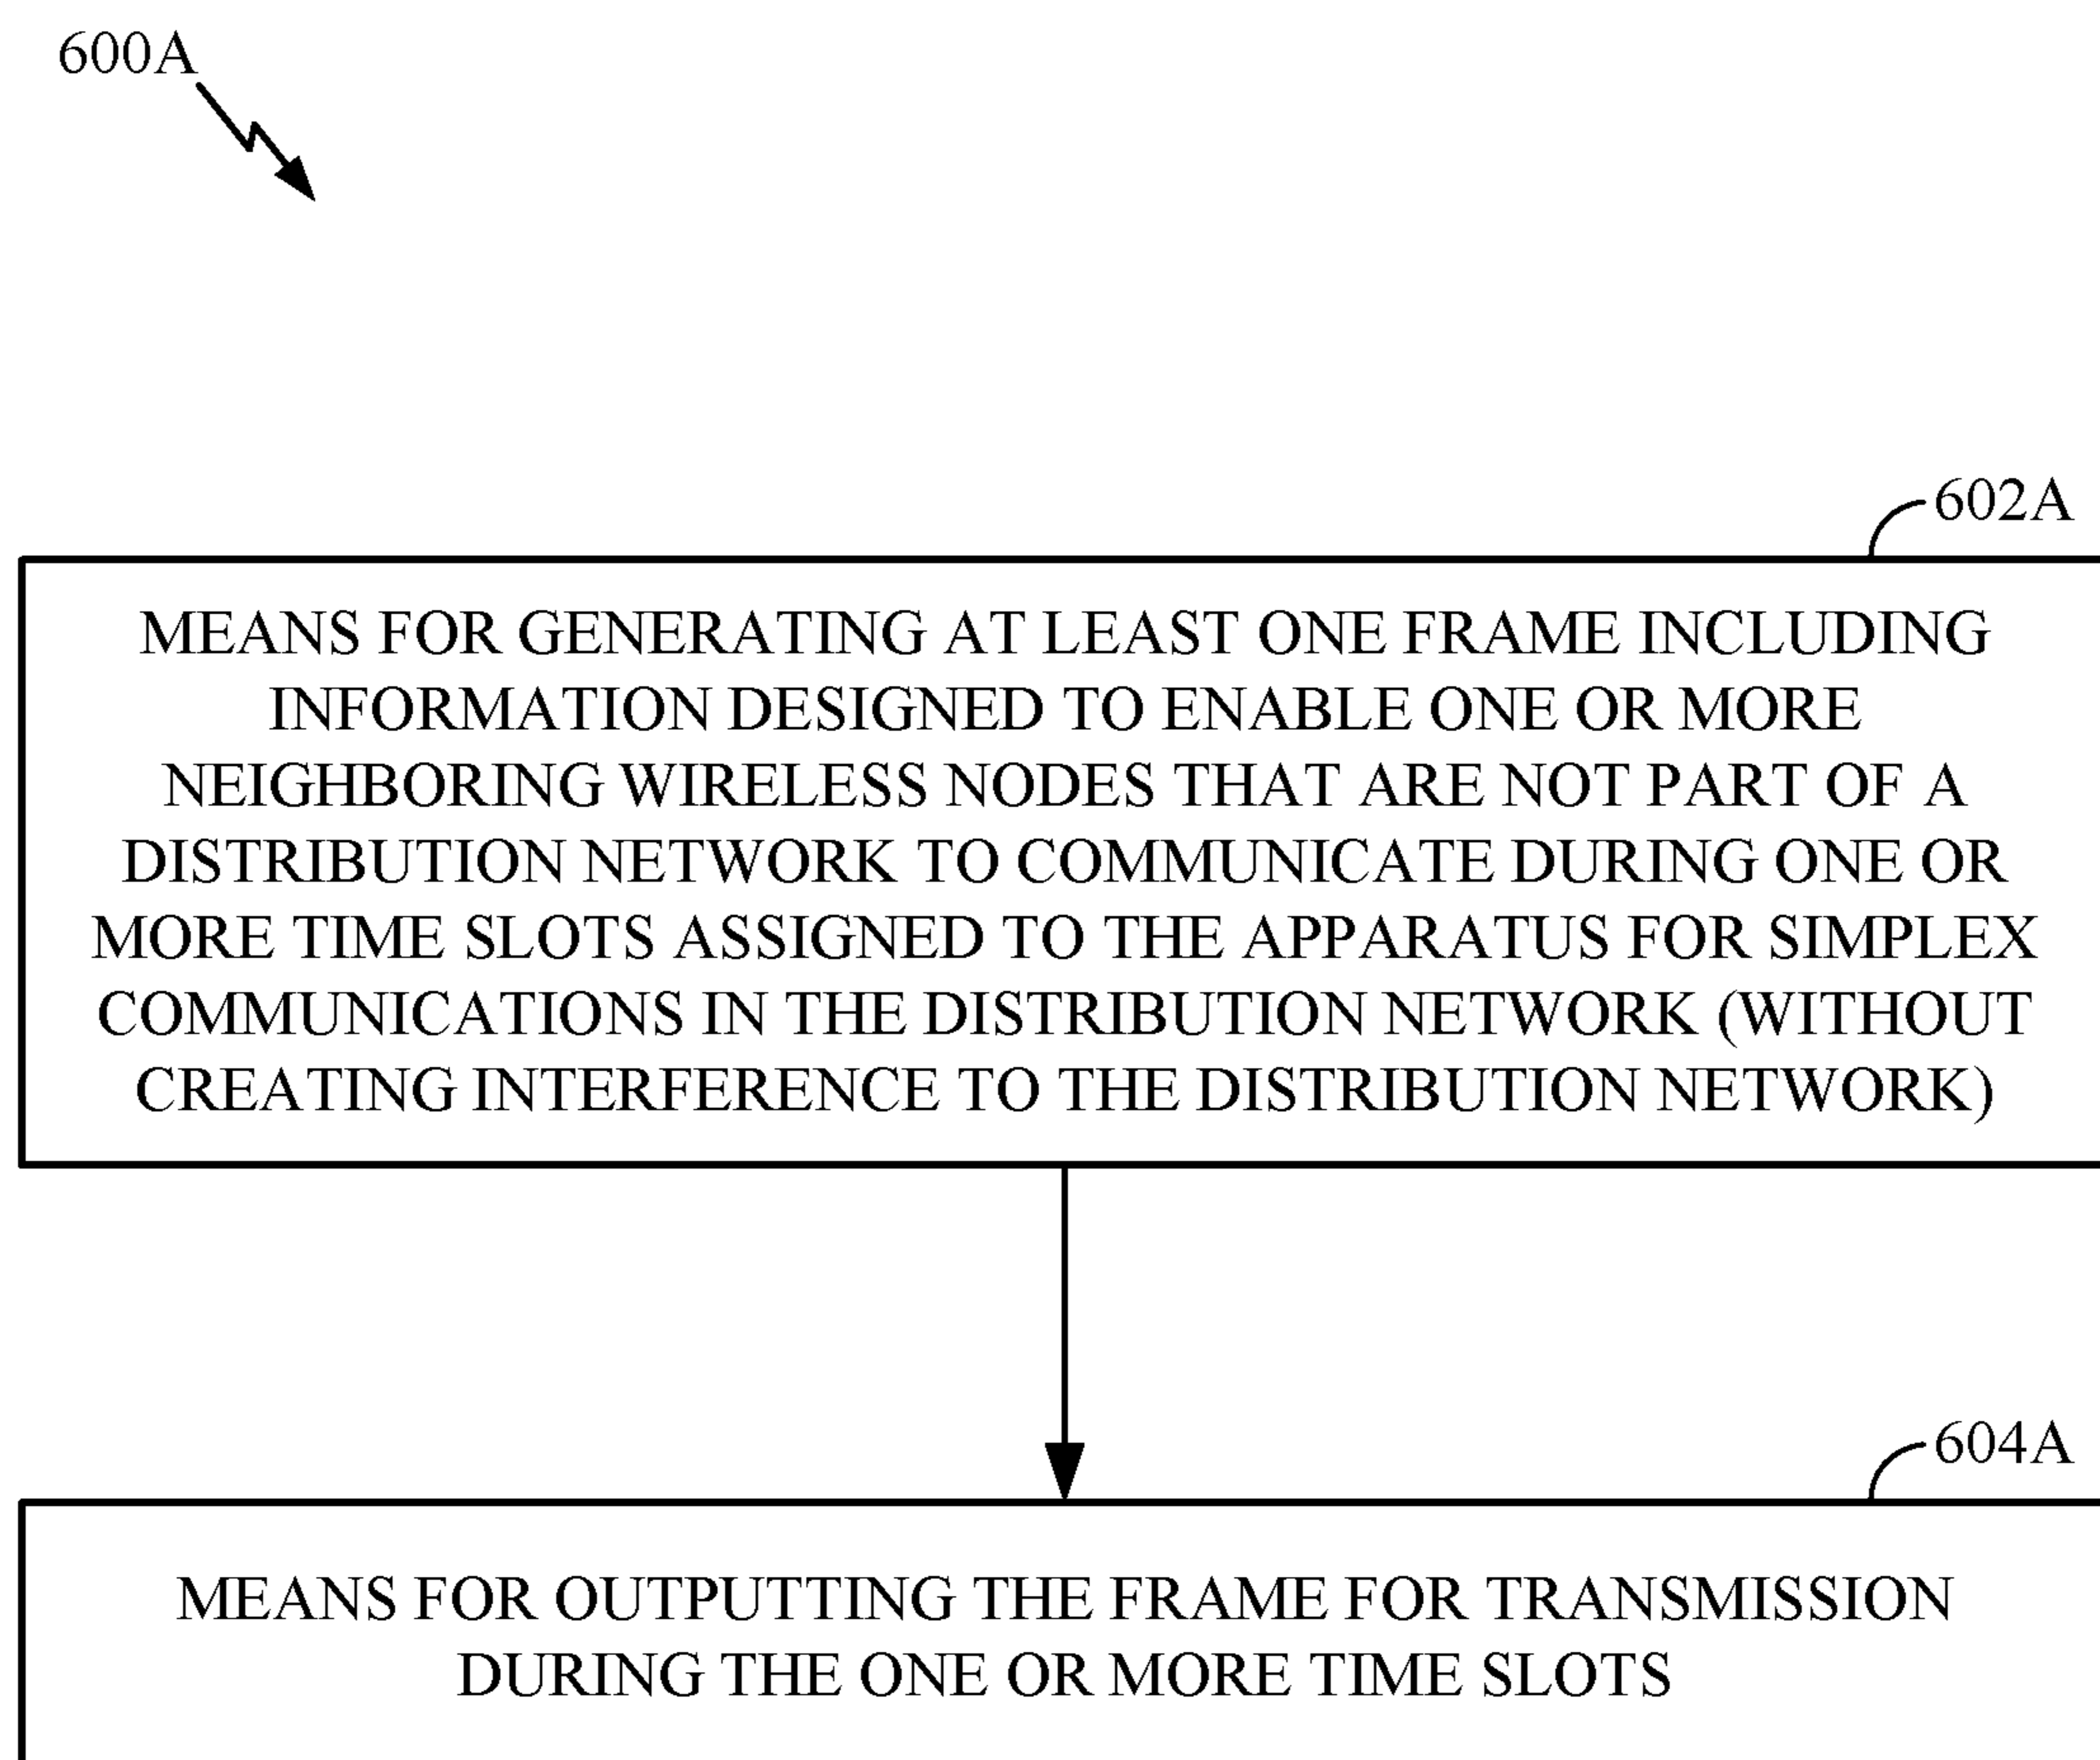 600A
602A
MEANS FOR GENERATING AT LEAST ONE FRAME INCLUDING
INFORMATION DESIGNED TO ENABLE ONE OR MORE
NEIGHBORING WIRELESS NODES THAT ARE NOT PART OF A
DISTRIBUTION NETWORK TO COMMUNICATE DURING ONE OR
MORE TIME SLOTS ASSIGNED TO THE APPARATUS FOR SIMPLEX
COMMUNICATIONS IN THE DISTRIBUTION NETWORK (WITHOUT
CREATING INTERFERENCE TO THE DISTRIBUTION NETWORK)
604A
MEANS FOR OUTPUTTING THE FRAME FOR TRANSMISSION
DURING THE ONE OR MORE TIME SLOTS